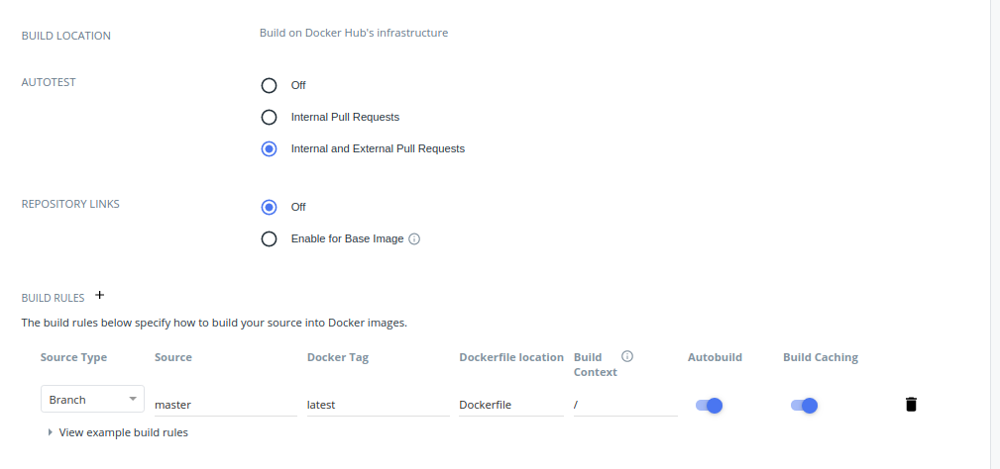 BUILD LOCATION
Build on Docker Hub's infrastructure
AUTOTEST
Off
Internal Pull Requests
Internal and External Pull Requests
REPOSITORY LINKS
Off
Enable for Base Image
BUILD RULES +
The build rules below specify how to build your source into Docker images.
Source Type Source Docker Tag Dockerfile location Build Context Autobuild Build Caching
Branch master latest Dockerfile /
View example build rules